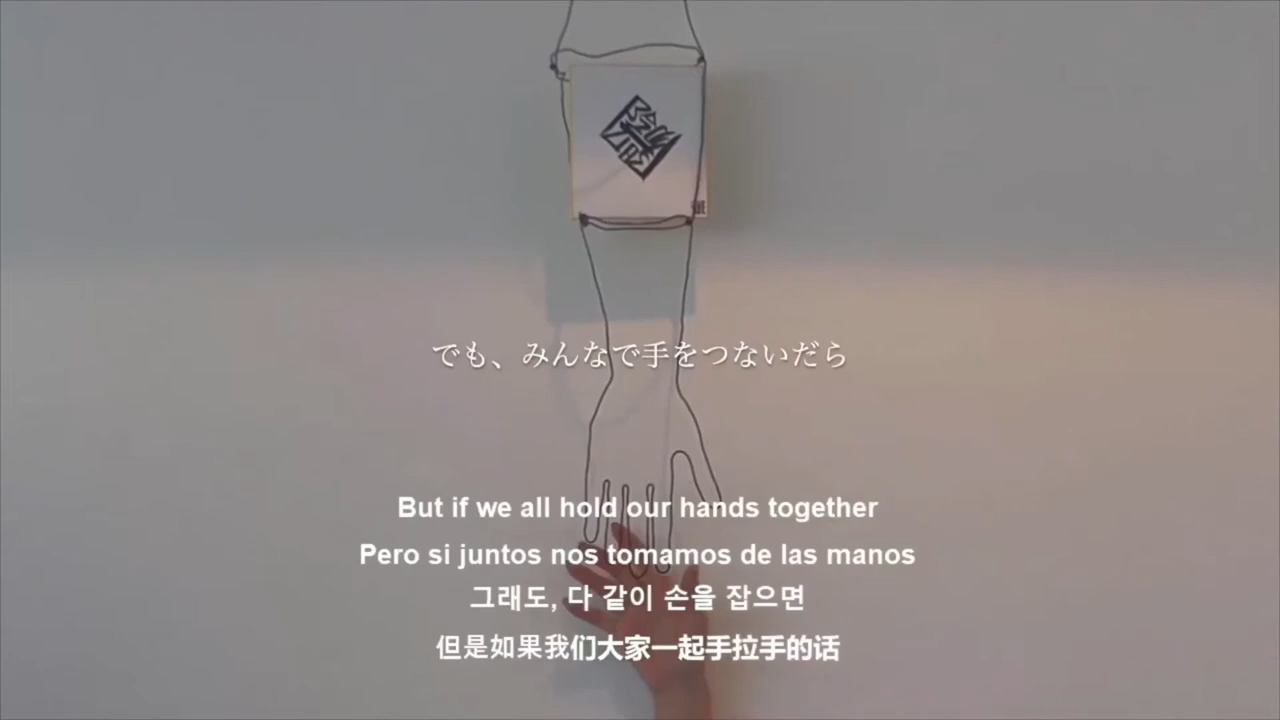 でも、みんなで手をつないだら
But if we all hold our hands together
Pero si juntos nos tomamos de las manos
그래도, 다 같이 손을 잡으면
但是如果我们大家一起手拉手的话